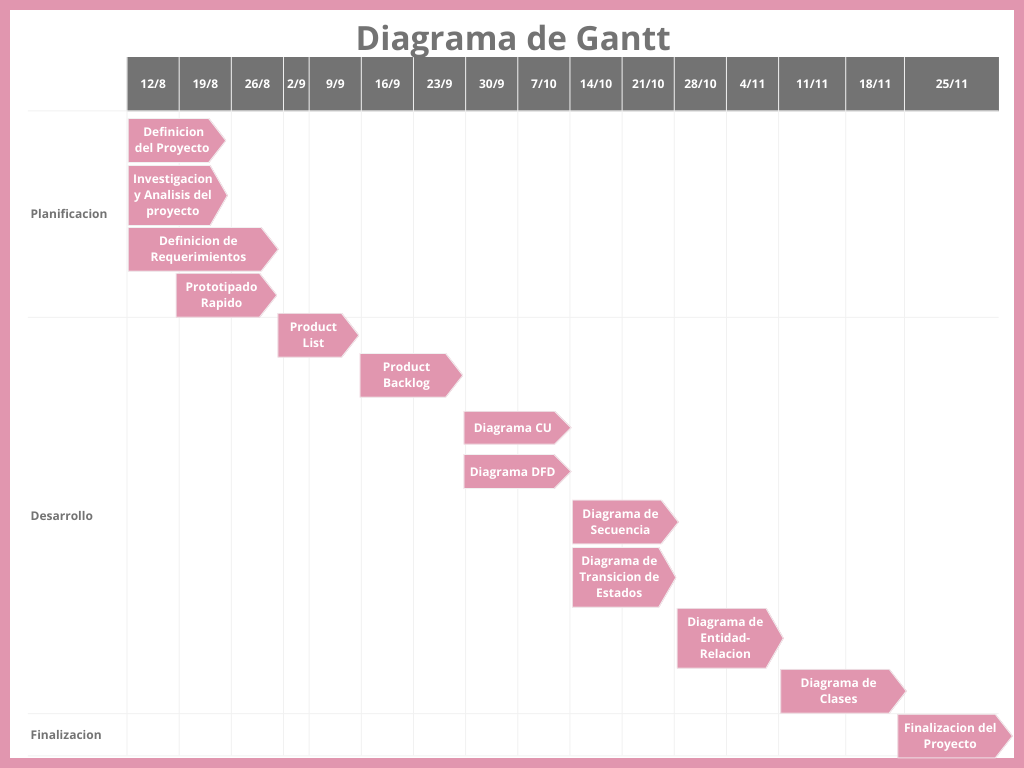 Diagrama de Gantt
12/8 19/8 26/8 2/9 9/9 16/9 23/9 30/9 7/10 14/10 21/10 28/10 4/11 11/11 18/11 25/11
Planificacion
Definicion
del Proyecto
Investigacion
y Analisis del
proyecto
Definicion de
Requerimientos
Prototipado
Rapido
Desarrollo
Product
List
Product
Backlog
Diagrama CU
Diagrama DFD
Diagrama de
Secuencia
Diagrama de
Transicion de
Estados
Diagrama de
Entidad-
Relacion
Diagrama de
Clases
Finalizacion
Finalizacion del
Proyecto